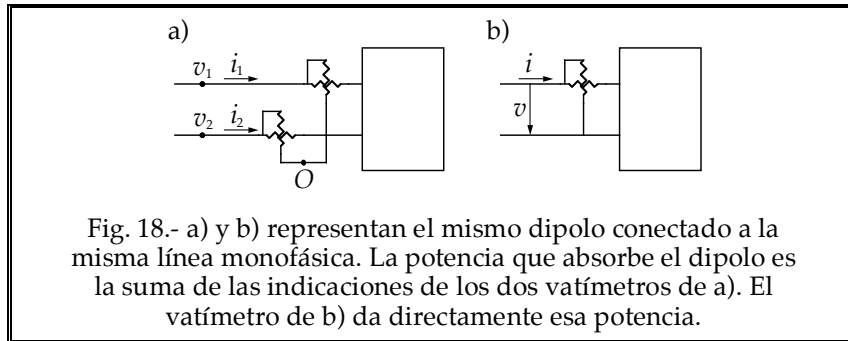 a) b)
v₁ i₁ i
v₂ i₂ v
O
Fig. 18.- a) y b) representan el mismo dipolo conectado a la
misma línea monofásica. La potencia que absorbe el dipolo es
la suma de las indicaciones de los dos vatímetros de a). El
vatímetro de b) da directamente esa potencia.